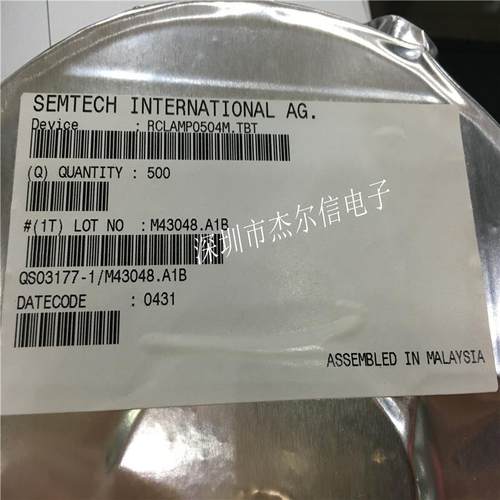 SEMTECH INTERNATIONAL AG.
Device : RCLAMP0504M.TBT
(Q) QUANTITY : 500
#(1T) LOT NO : M43048.A1B
深圳市杰尔信电子
QS03177-1/M43048.A1B
DATECODE : 0431
ASSEMBLED IN MALAYSIA